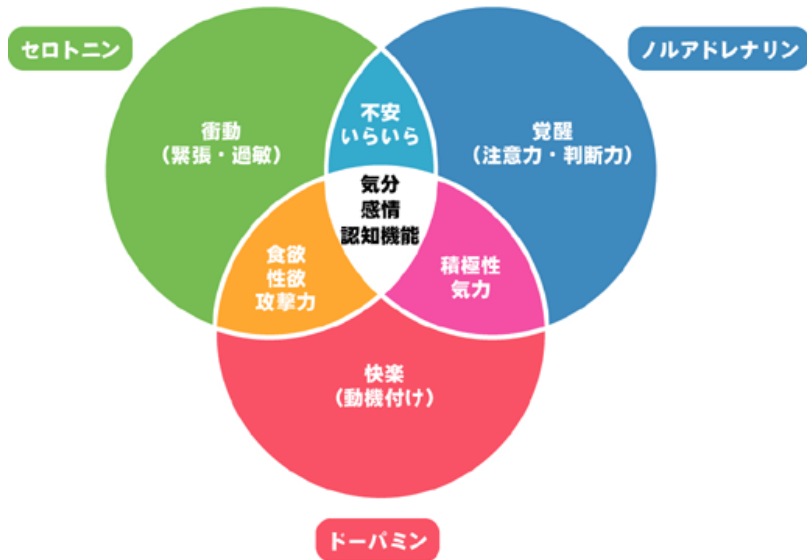 セロトニン
ノルアドレナリン
衝動
（緊張・過敏）
不安
いらいら
覚醒
（注意力・判断力）
気分
感情
認知機能
食欲
性欲
攻撃力
積極性
気力
快楽
（動機付け）
ドーパミン